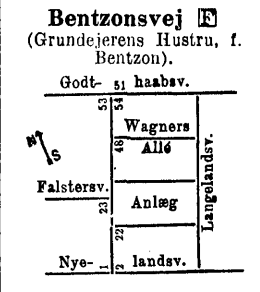 Bentzonsvej F
(Grundejerens Hustru, f.
Bentzon).
Godt- 51 haabsv.
53
54
Wagners
48 Allé
N
S
Falstersv.
23
Anlæg
Langelandsv.
22
Nye- 1 2 landsv.